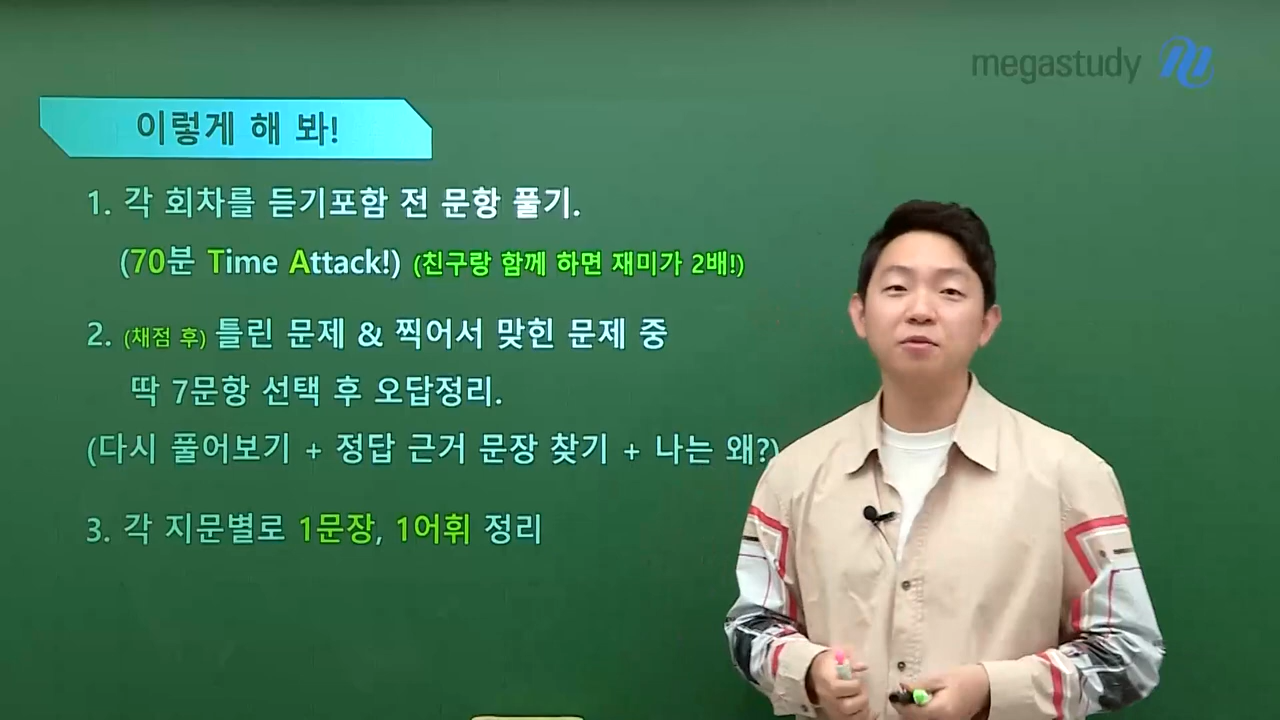 megastudy
이렇게 해 봐!
1. 각 회차를 듣기포함 전 문항 풀기.
(70분 Time Attack!) (친구랑 함께 하면 재미가 2배!)
2. (채점 후) 틀린 문제 & 찍어서 맞힌 문제 중
딱 7문항 선택 후 오답정리.
(다시 풀어보기 + 정답 근거 문장 찾기 + 나는 왜?)
3. 각 지문별로 1문장, 1어휘 정리